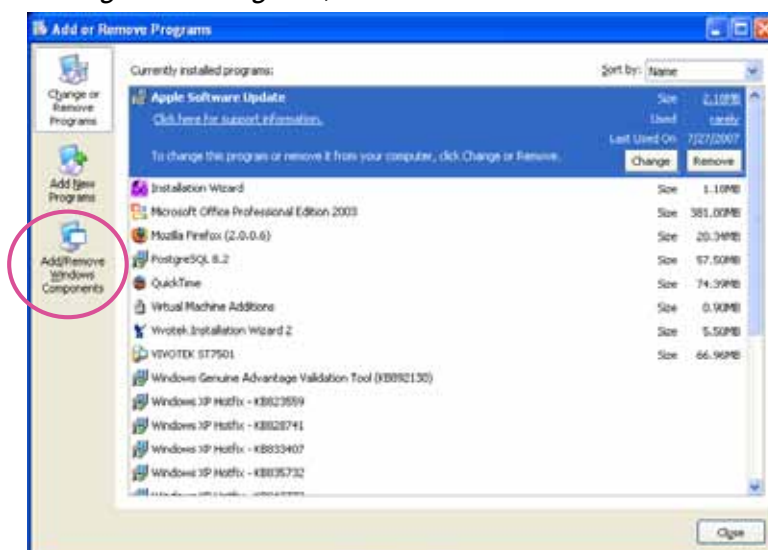 Add or Remove Programs
Change or
Remove
Programs
Add New
Programs
Add/Remove
Windows
Components
Currently installed programs:
Sort by: Name
Apple Software Update
Size 2.18MB
Click here for support information.
Used rarely
Last Used On 7/27/2007
To change this program or remove it from your computer, click Change or Remove.
Change
Remove
Installation Wizard
Size 1.10MB
Microsoft Office Professional Edition 2003
Size 381.00MB
Mozilla Firefox (2.0.0.6)
Size 20.34MB
PostgreSQL 8.2
Size 57.50MB
QuickTime
Size 74.39MB
Virtual Machine Additions
Size 0.90MB
Vivotek Installation Wizard 2
Size 5.50MB
VIVOTEK ST7501
Size 66.96MB
Windows Genuine Advantage Validation Tool (KB892130)
Windows XP Hotfix - KB823559
Windows XP Hotfix - KB828741
Windows XP Hotfix - KB833407
Windows XP Hotfix - KB835732
Close